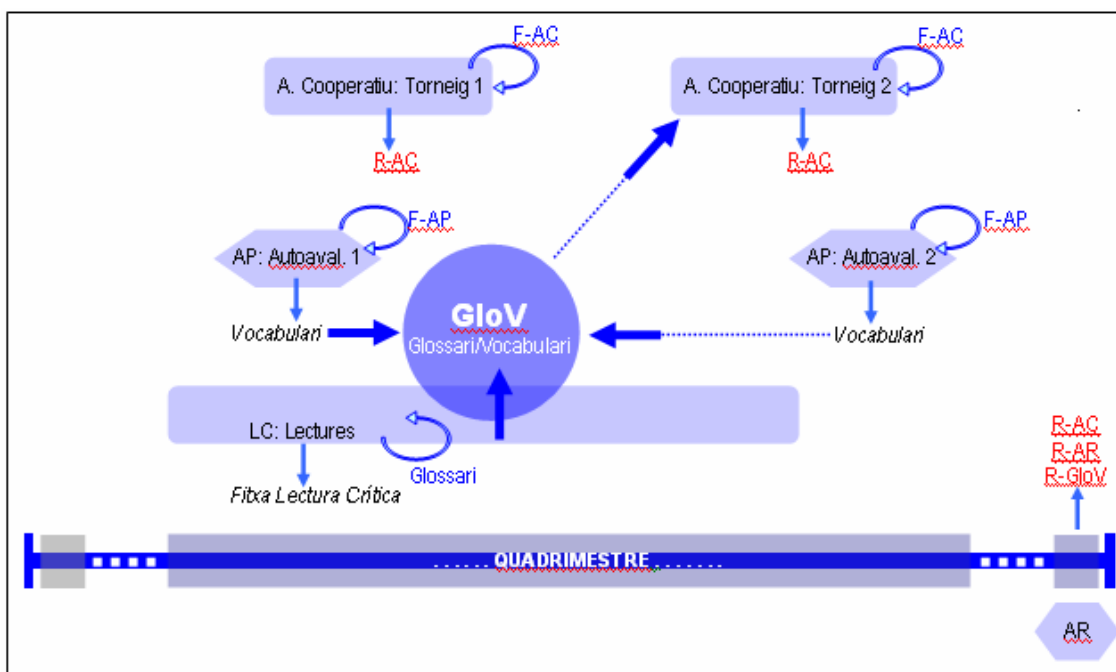 F-AC
F-AC
A. Cooperatiu: Torneig 1
A. Cooperatiu: Torneig 2
R-AC
R-AC
F-AP
F-AP
AP: Autoaval. 1
AP: Autoaval. 2
GloV
Glossari/Vocabulari
Vocabulari
Vocabulari
LC: Lectures
Glossari
Fitxa Lectura Crítica
R-AC
R-AR
R-GloV
......QUADRIMESTRE.......
AR